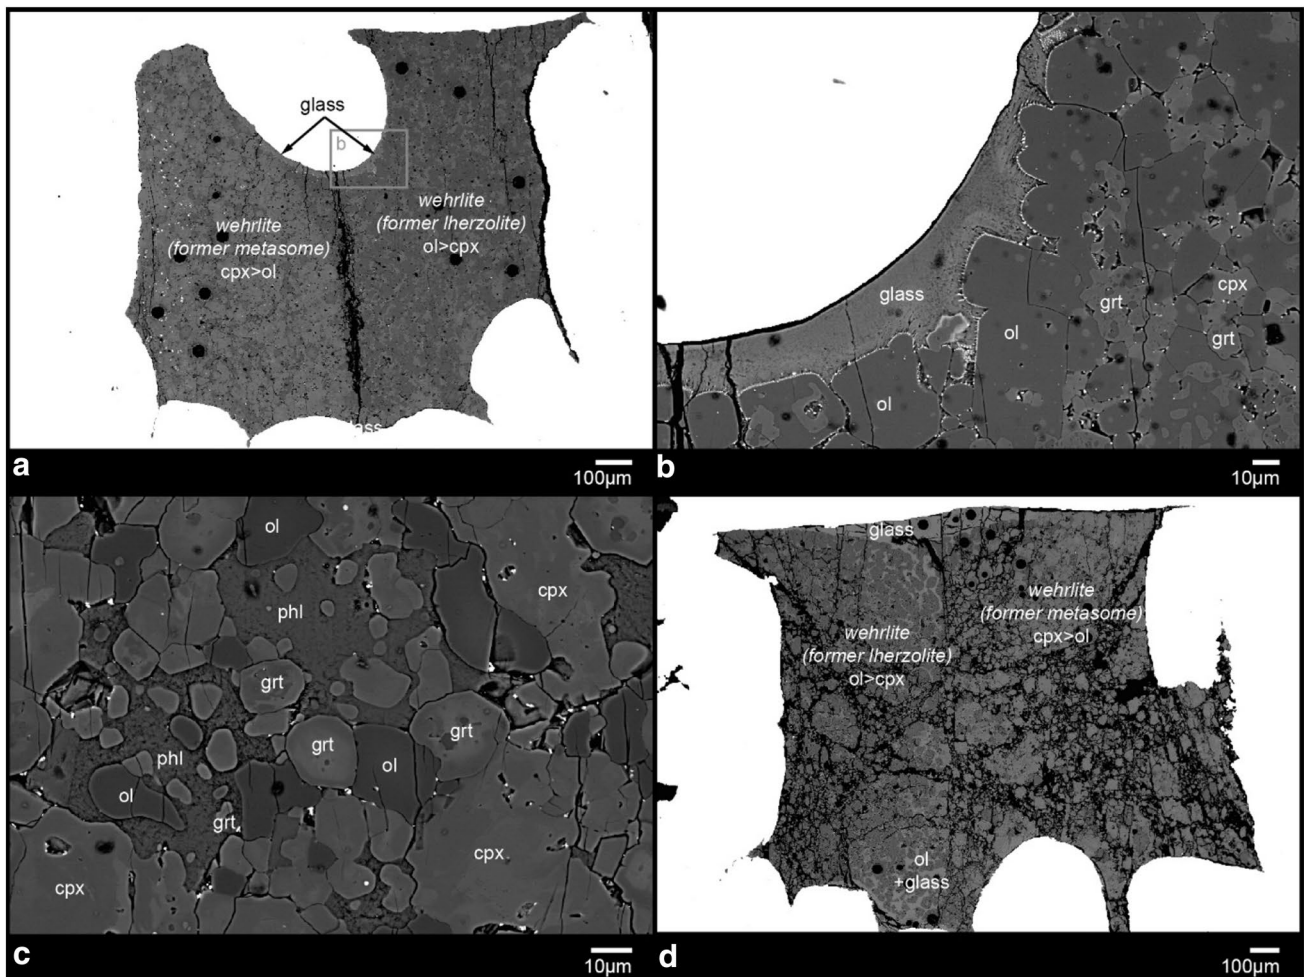 glass
b
wehrlite
(former lherzolite)
ol>cpx
wehrlite
(former metasome)
cpx>ol
a
100µm
glass
cpx
grt
ol
grt
ol
b
10µm
ol
cpx
phl
grt
grt
phl
ol
ol
grt
cpx
cpx
c
10µm
glass
wehrlite
(former metasome)
cpx>ol
wehrlite
(former lherzolite)
ol>cpx
ol
+glass
d
100µm